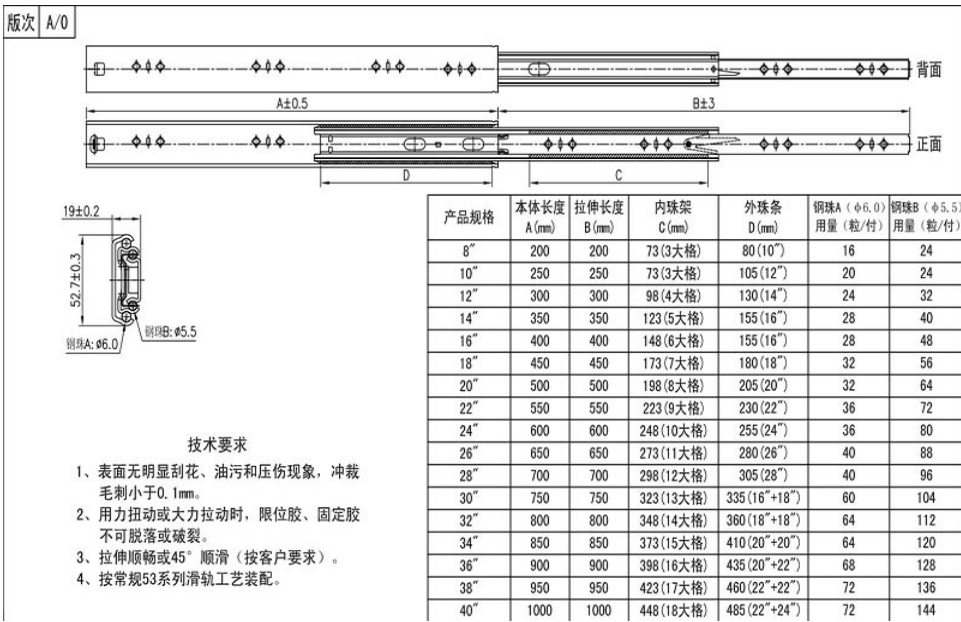 版次 A/0
背面
A±0.5 B±3
正面
D C
19±0.2
52.7±0.3
钢珠B:φ5.5
钢珠A:φ6.0
产品规格 本体长度A(mm) 拉伸长度B(mm) 内珠架C(mm) 外珠条D(mm) 钢珠A(φ6.0)用量(粒/付) 钢珠B(φ5.5)用量(粒/付)
8″ 200 200 73(3大格) 80(10″) 16 24
10″ 250 250 73(3大格) 105(12″) 20 24
12″ 300 300 98(4大格) 130(14″) 24 32
14″ 350 350 123(5大格) 155(16″) 28 40
16″ 400 400 148(6大格) 155(16″) 28 48
18″ 450 450 173(7大格) 180(18″) 32 56
20″ 500 500 198(8大格) 205(20″) 32 64
22″ 550 550 223(9大格) 230(22″) 36 72
24″ 600 600 248(10大格) 255(24″) 36 80
26″ 650 650 273(11大格) 280(26″) 40 88
28″ 700 700 298(12大格) 305(28″) 40 96
30″ 750 750 323(13大格) 335(16″+18″) 60 104
32″ 800 800 348(14大格) 360(18″+18″) 64 112
34″ 850 850 373(15大格) 410(20″+20″) 64 120
36″ 900 900 398(16大格) 435(20″+22″) 68 128
38″ 950 950 423(17大格) 460(22″+22″) 72 136
40″ 1000 1000 448(18大格) 485(22″+24″) 72 144
技术要求
1、表面无明显刮花、油污和压伤现象，冲裁
毛刺小于0.1mm。
2、用力扭动或大力拉动时，限位胶、固定胶
不可脱落或破裂。
3、拉伸顺畅或45°顺滑（按客户要求）。
4、按常规53系列滑轨工艺装配。